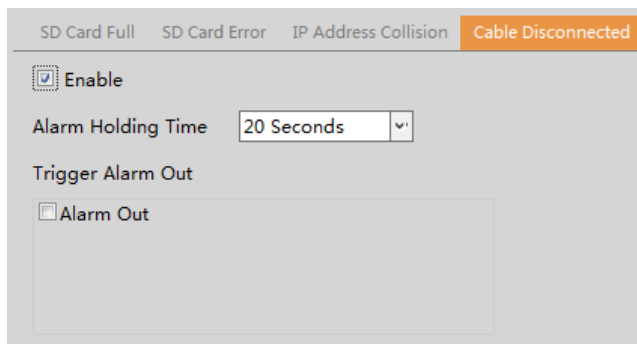 SD Card Full SD Card Error IP Address Collision Cable Disconnected
Enable
Alarm Holding Time 20 Seconds
Trigger Alarm Out
Alarm Out